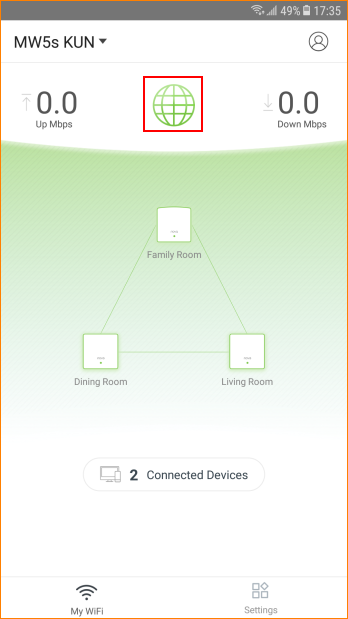 49% 17:35
MW5s KUN
0.0
Up Mbps
0.0
Down Mbps
Family Room
Dining Room
Living Room
2 Connected Devices
My WiFi
Settings